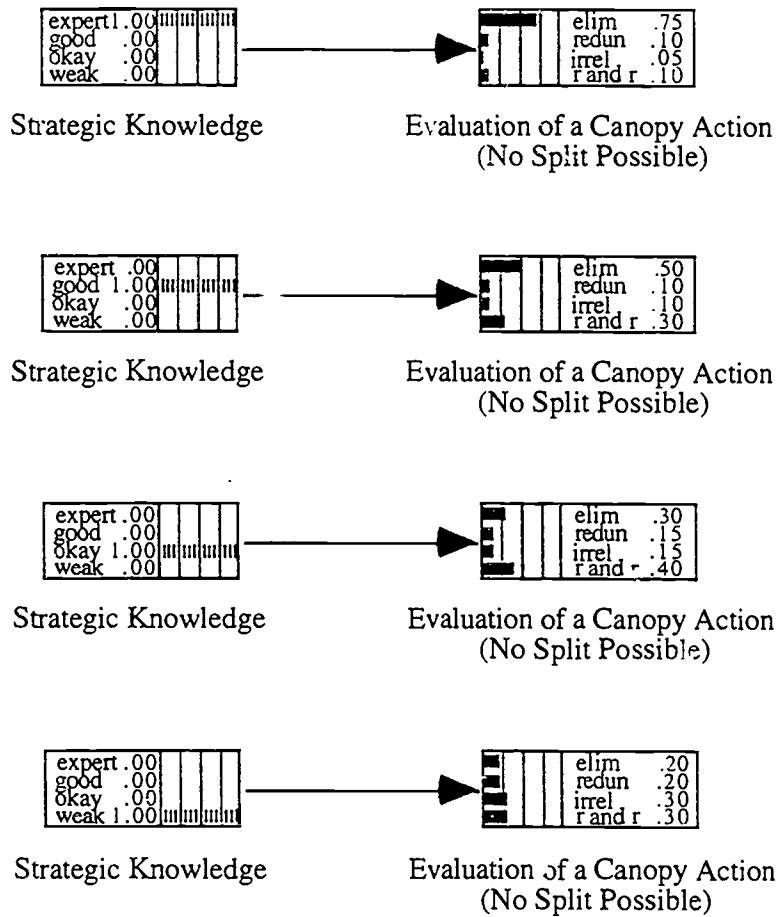 expert 1.00
good .00
okay .00
weak .00
elim .75
redun .10
irrel .05
r and r .10
Strategic Knowledge
Evaluation of a Canopy Action
(No Split Possible)
expert .00
good 1.00
okay .00
weak .00
elim .50
redun .10
irrel .10
r and r .30
Strategic Knowledge
Evaluation of a Canopy Action
(No Split Possible)
expert .00
good .00
okay 1.00
weak .00
elim .30
redun .15
irrel .15
r and r .40
Strategic Knowledge
Evaluation of a Canopy Action
(No Split Possible)
expert .00
good .00
okay .00
weak 1.00
elim .20
redun .20
irrel .30
r and r .30
Strategic Knowledge
Evaluation of a Canopy Action
(No Split Possible)